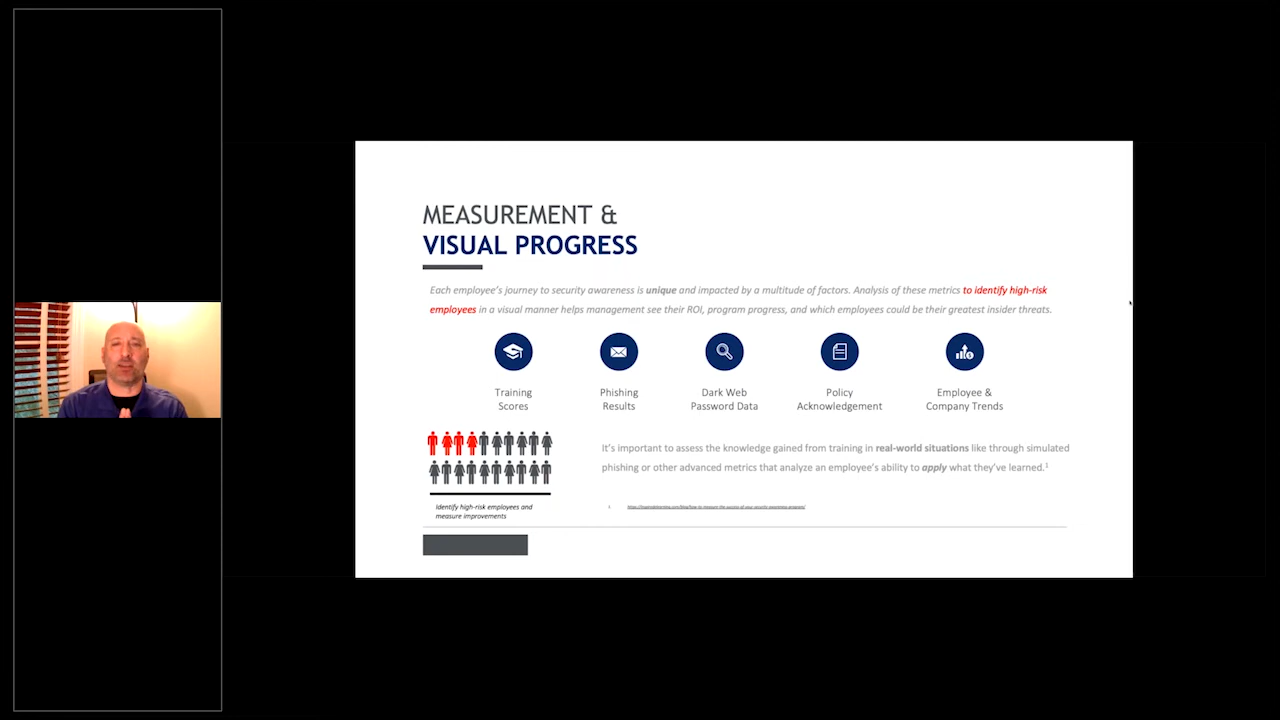 MEASUREMENT &
VISUAL PROGRESS
Each employee's journey to security awareness is unique and impacted by a multitude of factors. Analysis of these metrics to identify high-risk
employees in a visual manner helps management see their ROI, program progress, and which employees could be their greatest insider threats.
Training
Scores
Phishing
Results
Dark Web
Password Data
Policy
Acknowledgement
Employee &
Company Trends
It's important to assess the knowledge gained from training in real-world situations like through simulated
phishing or other advanced metrics that analyze an employee's ability to apply what they've learned.1
Identify high-risk employees and
measure improvements
1